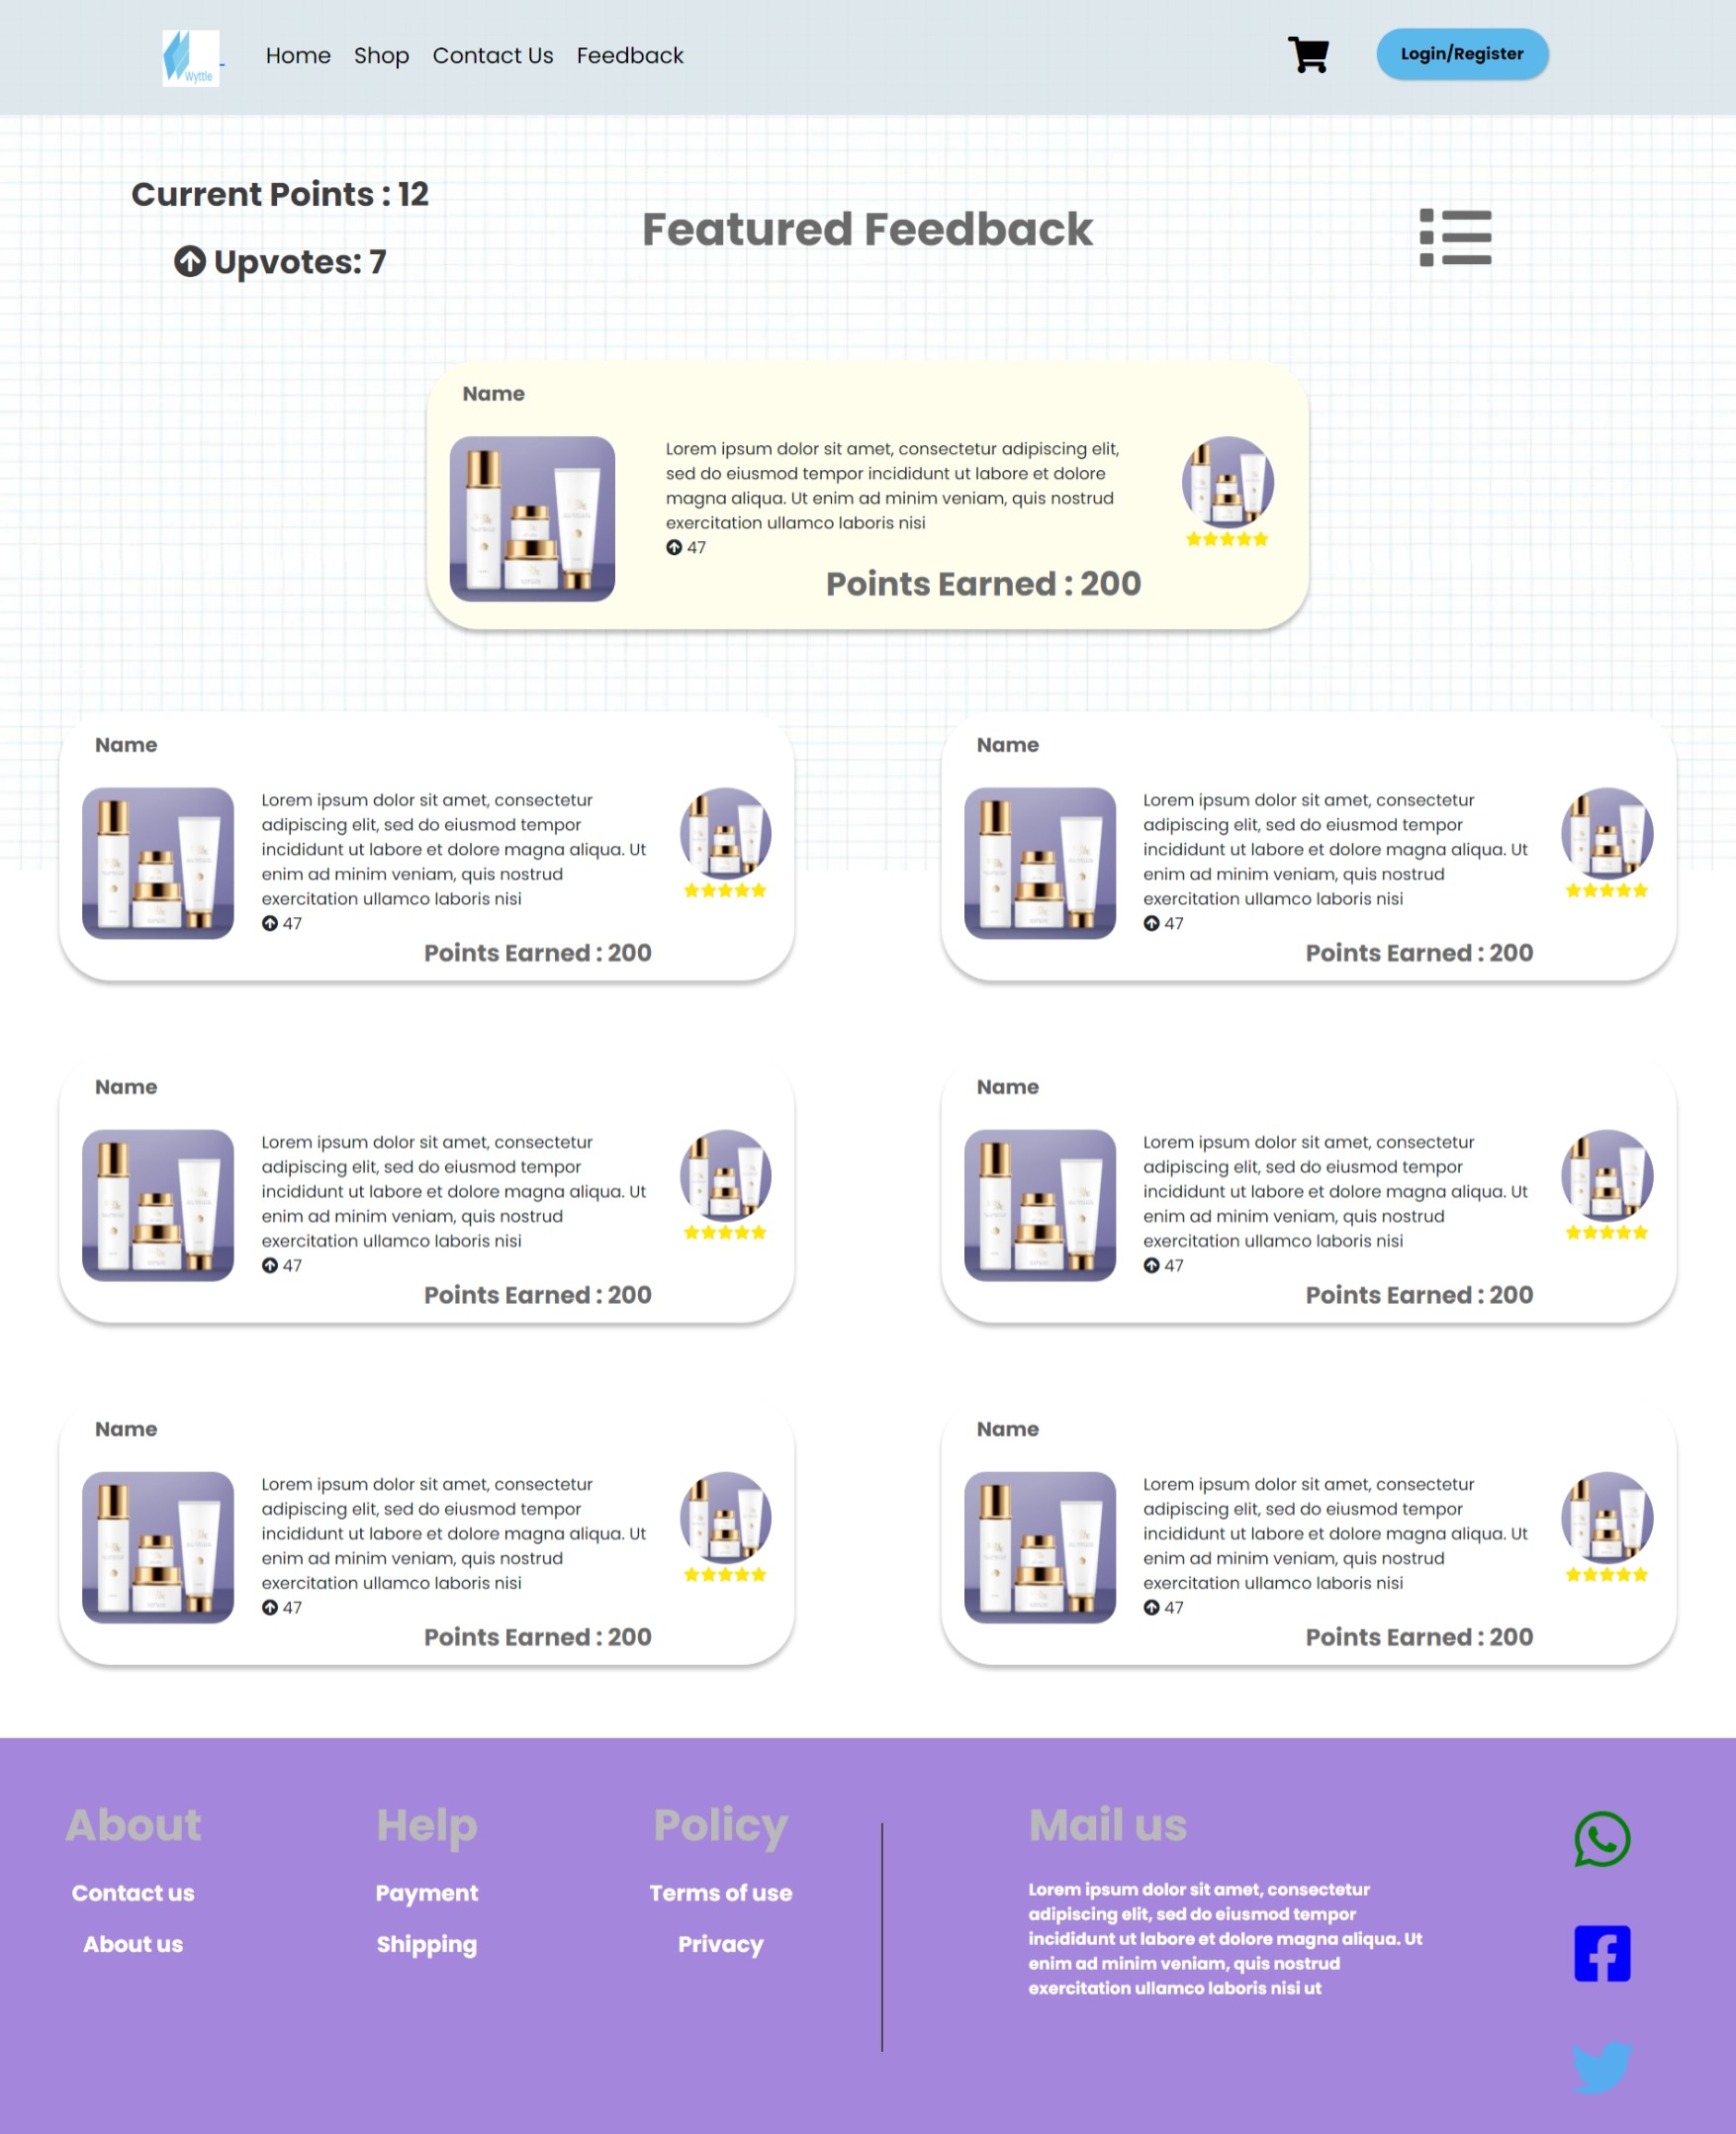 Wyttle
Home Shop Contact Us Feedback
Login/Register
Current Points : 12
Upvotes: 7
Featured Feedback
Name
Lorem ipsum dolor sit amet, consectetur adipiscing elit,
sed do eiusmod tempor incididunt ut labore et dolore
magna aliqua. Ut enim ad minim veniam, quis nostrud
exercitation ullamco laboris nisi
47
Points Earned : 200
Name
Lorem ipsum dolor sit amet, consectetur
adipiscing elit, sed do eiusmod tempor
incididunt ut labore et dolore magna aliqua. Ut
enim ad minim veniam, quis nostrud
exercitation ullamco laboris nisi
47
Points Earned : 200
Name
Lorem ipsum dolor sit amet, consectetur
adipiscing elit, sed do eiusmod tempor
incididunt ut labore et dolore magna aliqua. Ut
enim ad minim veniam, quis nostrud
exercitation ullamco laboris nisi
47
Points Earned : 200
Name
Lorem ipsum dolor sit amet, consectetur
adipiscing elit, sed do eiusmod tempor
incididunt ut labore et dolore magna aliqua. Ut
enim ad minim veniam, quis nostrud
exercitation ullamco laboris nisi
47
Points Earned : 200
Name
Lorem ipsum dolor sit amet, consectetur
adipiscing elit, sed do eiusmod tempor
incididunt ut labore et dolore magna aliqua. Ut
enim ad minim veniam, quis nostrud
exercitation ullamco laboris nisi
47
Points Earned : 200
Name
Lorem ipsum dolor sit amet, consectetur
adipiscing elit, sed do eiusmod tempor
incididunt ut labore et dolore magna aliqua. Ut
enim ad minim veniam, quis nostrud
exercitation ullamco laboris nisi
47
Points Earned : 200
Name
Lorem ipsum dolor sit amet, consectetur
adipiscing elit, sed do eiusmod tempor
incididunt ut labore et dolore magna aliqua. Ut
enim ad minim veniam, quis nostrud
exercitation ullamco laboris nisi
47
Points Earned : 200
About
Contact us
About us
Help
Payment
Shipping
Policy
Terms of use
Privacy
Mail us
Lorem ipsum dolor sit amet, consectetur
adipiscing elit, sed do eiusmod tempor
incididunt ut labore et dolore magna aliqua. Ut
enim ad minim veniam, quis nostrud
exercitation ullamco laboris nisi ut